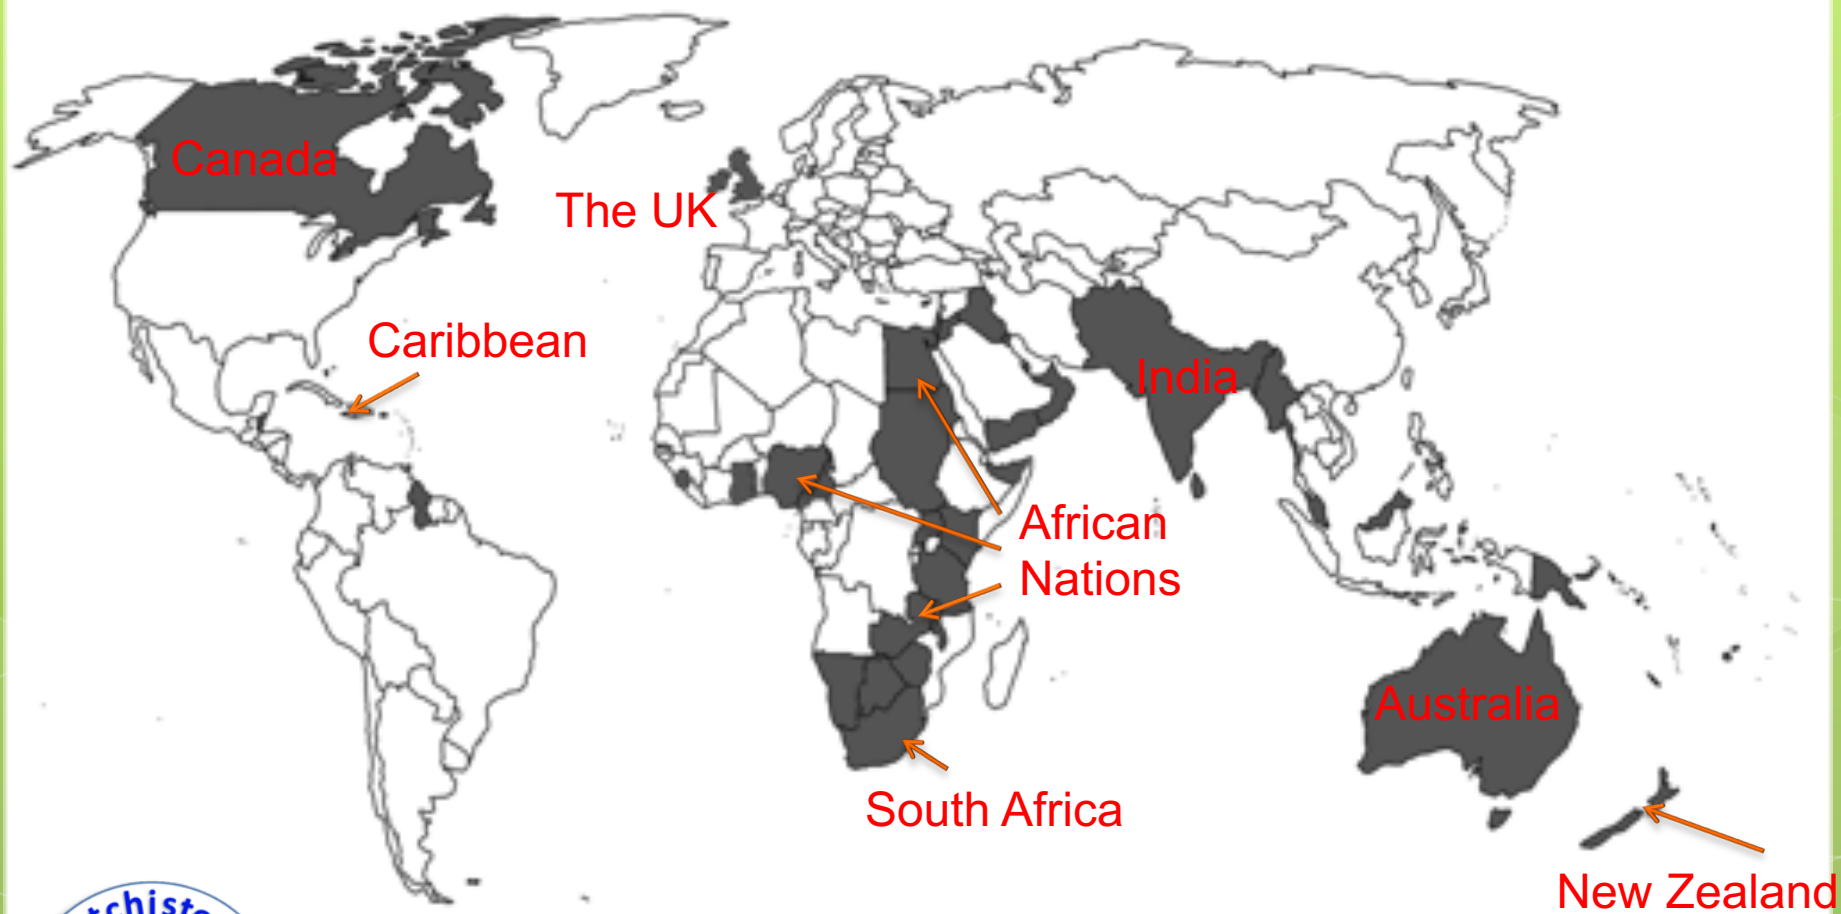 Canada
The UK
Caribbean
India
African
Nations
Australia
South Africa
New Zealand